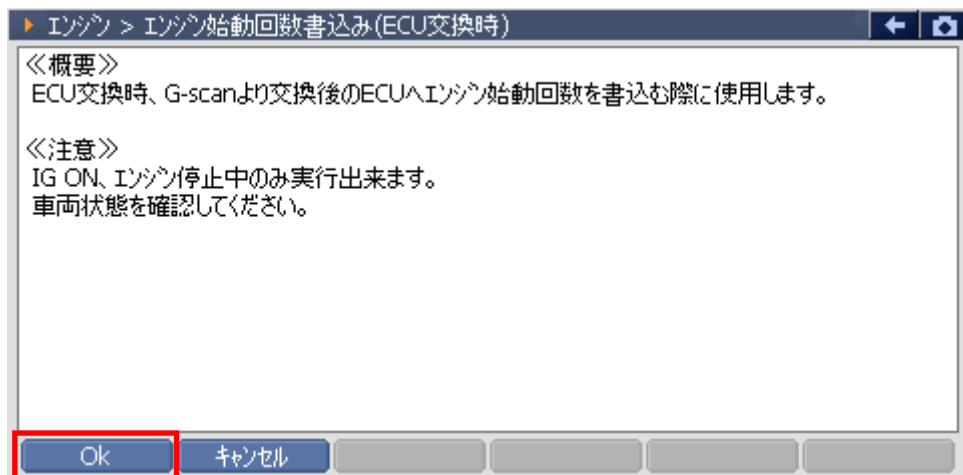 エンジン > エンジン始動回数書込み(ECU交換時)
≪概要≫
ECU交換時、G-scanより交換後のECUへエンジン始動回数を書込む際に使用します。
≪注意≫
IG ON、エンジン停止中のみ実行出来ます。
車両状態を確認してください。
Ok
キャンセル